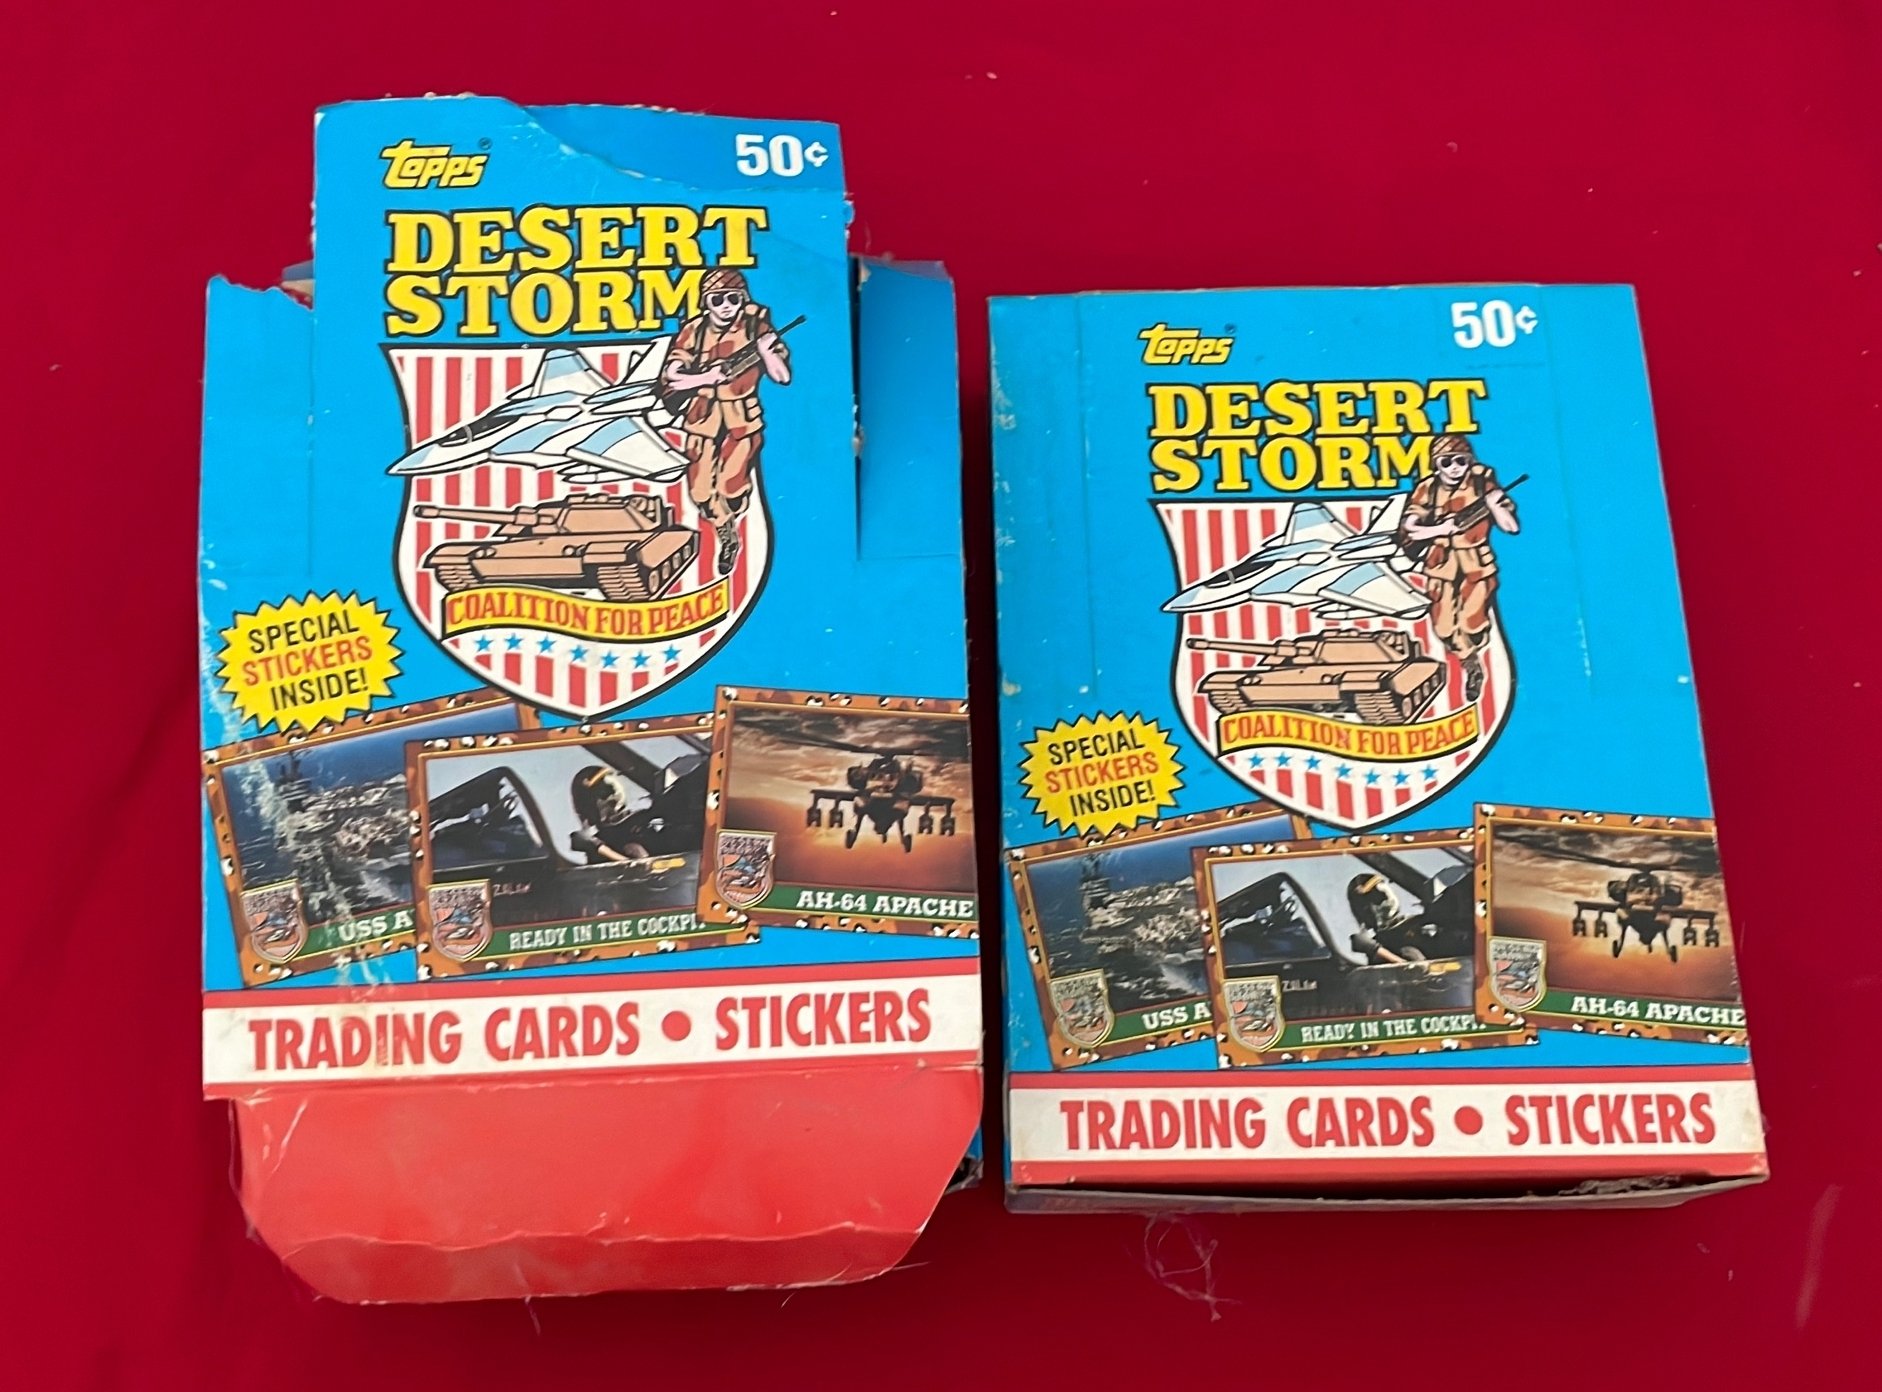 Topps®
50¢
DESERT
STORM
COALITION FOR PEACE
SPECIAL
STICKERS
INSIDE!
USS A
READY IN THE COCKPI
AH-64 APACHE
TRADING CARDS • STICKERS
Topps®
50¢
DESERT
STORM
COALITION FOR PEACE
SPECIAL
STICKERS
INSIDE!
USS A
READY IN THE COCKPI
AH-64 APACHE
TRADING CARDS • STICKERS